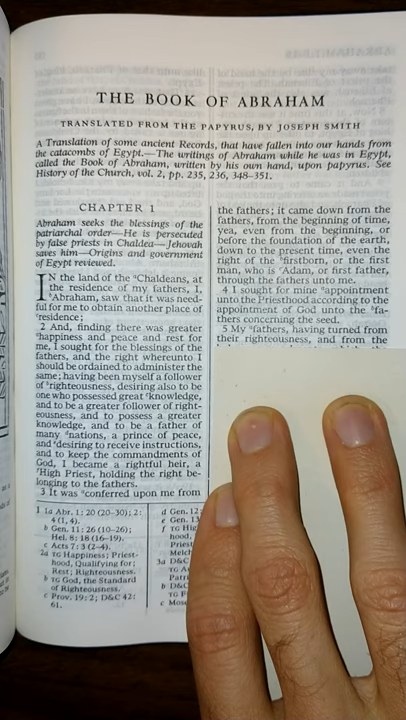 THE BOOK OF ABRAHAM
TRANSLATED FROM THE PAPYRUS, BY JOSEPH SMITH
A Translation of some ancient Records, that have fallen into our hands from
the catacombs of Egypt.—The writings of Abraham while he was in Egypt,
called the Book of Abraham, written by his own hand, upon papyrus. See
History of the Church, vol. 2, pp. 235, 236, 348–351.
CHAPTER 1
Abraham seeks the blessings of the
patriarchal order—He is persecuted
by false priests in Chaldea—Jehovah
saves him—Origins and government
of Egypt reviewed.
IN the land of the aChaldeans, at
the residence of my fathers, I,
bAbraham, saw that it was need-
ful for me to obtain another place of
cresidence;
2 And, finding there was greater
ahappiness and peace and rest for
me, I sought for the blessings of the
fathers, and the right whereunto I
should be ordained to administer the
same; having been myself a follower
of brighteousness, desiring also to be
one who possessed great cknowledge,
and to be a greater follower of right-
eousness, and to possess a greater
knowledge, and to be a father of
many dnations, a prince of peace,
and edesiring to receive instructions,
and to keep the commandments of
God, I became a rightful heir, a
fHigh Priest, holding the right be-
longing to the fathers.
3 It was aconferred upon me from
the fathers; it came down from the
fathers, from the beginning of time,
yea, even from the beginning, or
before the foundation of the earth,
down to the present time, even the
right of the bfirstborn, or the first
man, who is cAdam, or first father,
through the fathers unto me.
4 I sought for mine aappointment
unto the Priesthood according to the
appointment of God unto the bfa-
thers concerning the seed.
5 My afathers, having turned from
their righteousness, and from the
1 1a Abr. 1: 20 (20–30); 2:
4 (1, 4).
b Gen. 11: 26 (10–26);
Hel. 8: 18 (16–19).
c Acts 7: 3 (2–4).
2a TG Happiness; Priest-
hood, Qualifying for;
Rest; Righteousness.
b TG God, the Standard
of Righteousness.
c Prov. 19: 2; D&C 42:
61.
d Gen. 12:
e Gen. 13
f TG Hig
hood,
Priest
Melch
3a D&C
TG A
Patri
b D&C
TG F
c Mos